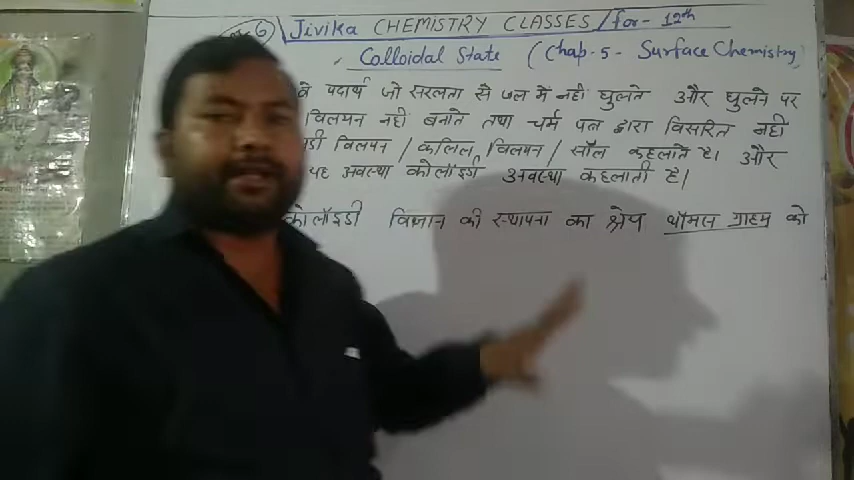 6 Jivika CHEMISTRY CLASSES / for- 12th
Colloidal State (Chap-5- Surface Chemistry)
वे पदार्थ जो सरलता से जल में नही घुलते और घुलने पर
विलयन नही बनाते तथा चर्म पत्र द्वारा विसरित नही
विलयन / कलिल विलयन / सॉल कहलाते है। और
यह अवस्था कोलॉइडी अवस्था कहलाती है।
कोलॉइडी विज्ञान की स्थापना का श्रेय थॉमस ग्राहम को